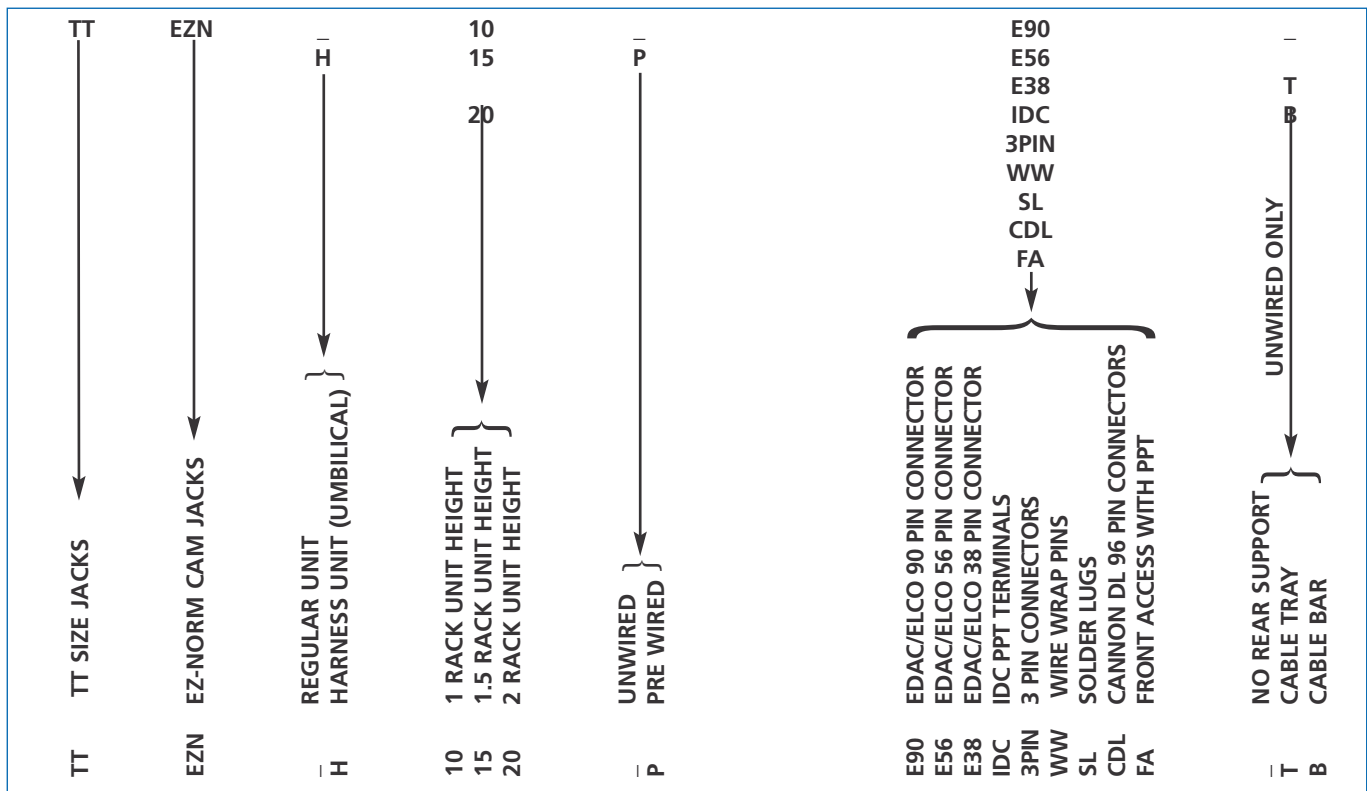 TT
EZN
_
H
10
15
20
_
P
E90
E56
E38
IDC
3PIN
WW
SL
CDL
FA
_
T
B
UNWIRED ONLY
TT TT SIZE JACKS
EZN EZ-NORM CAM JACKS
_ REGULAR UNIT
H HARNESS UNIT (UMBILICAL)
10 1 RACK UNIT HEIGHT
15 1.5 RACK UNIT HEIGHT
20 2 RACK UNIT HEIGHT
_ UNWIRED
P PRE WIRED
E90 EDAC/ELCO 90 PIN CONNECTOR
E56 EDAC/ELCO 56 PIN CONNECTOR
E38 EDAC/ELCO 38 PIN CONNECTOR
IDC IDC PPT TERMINALS
3PIN 3 PIN CONNECTORS
WW WIRE WRAP PINS
SL SOLDER LUGS
CDL CANNON DL 96 PIN CONNECTORS
FA FRONT ACCESS WITH PPT
_ NO REAR SUPPORT
T CABLE TRAY
B CABLE BAR